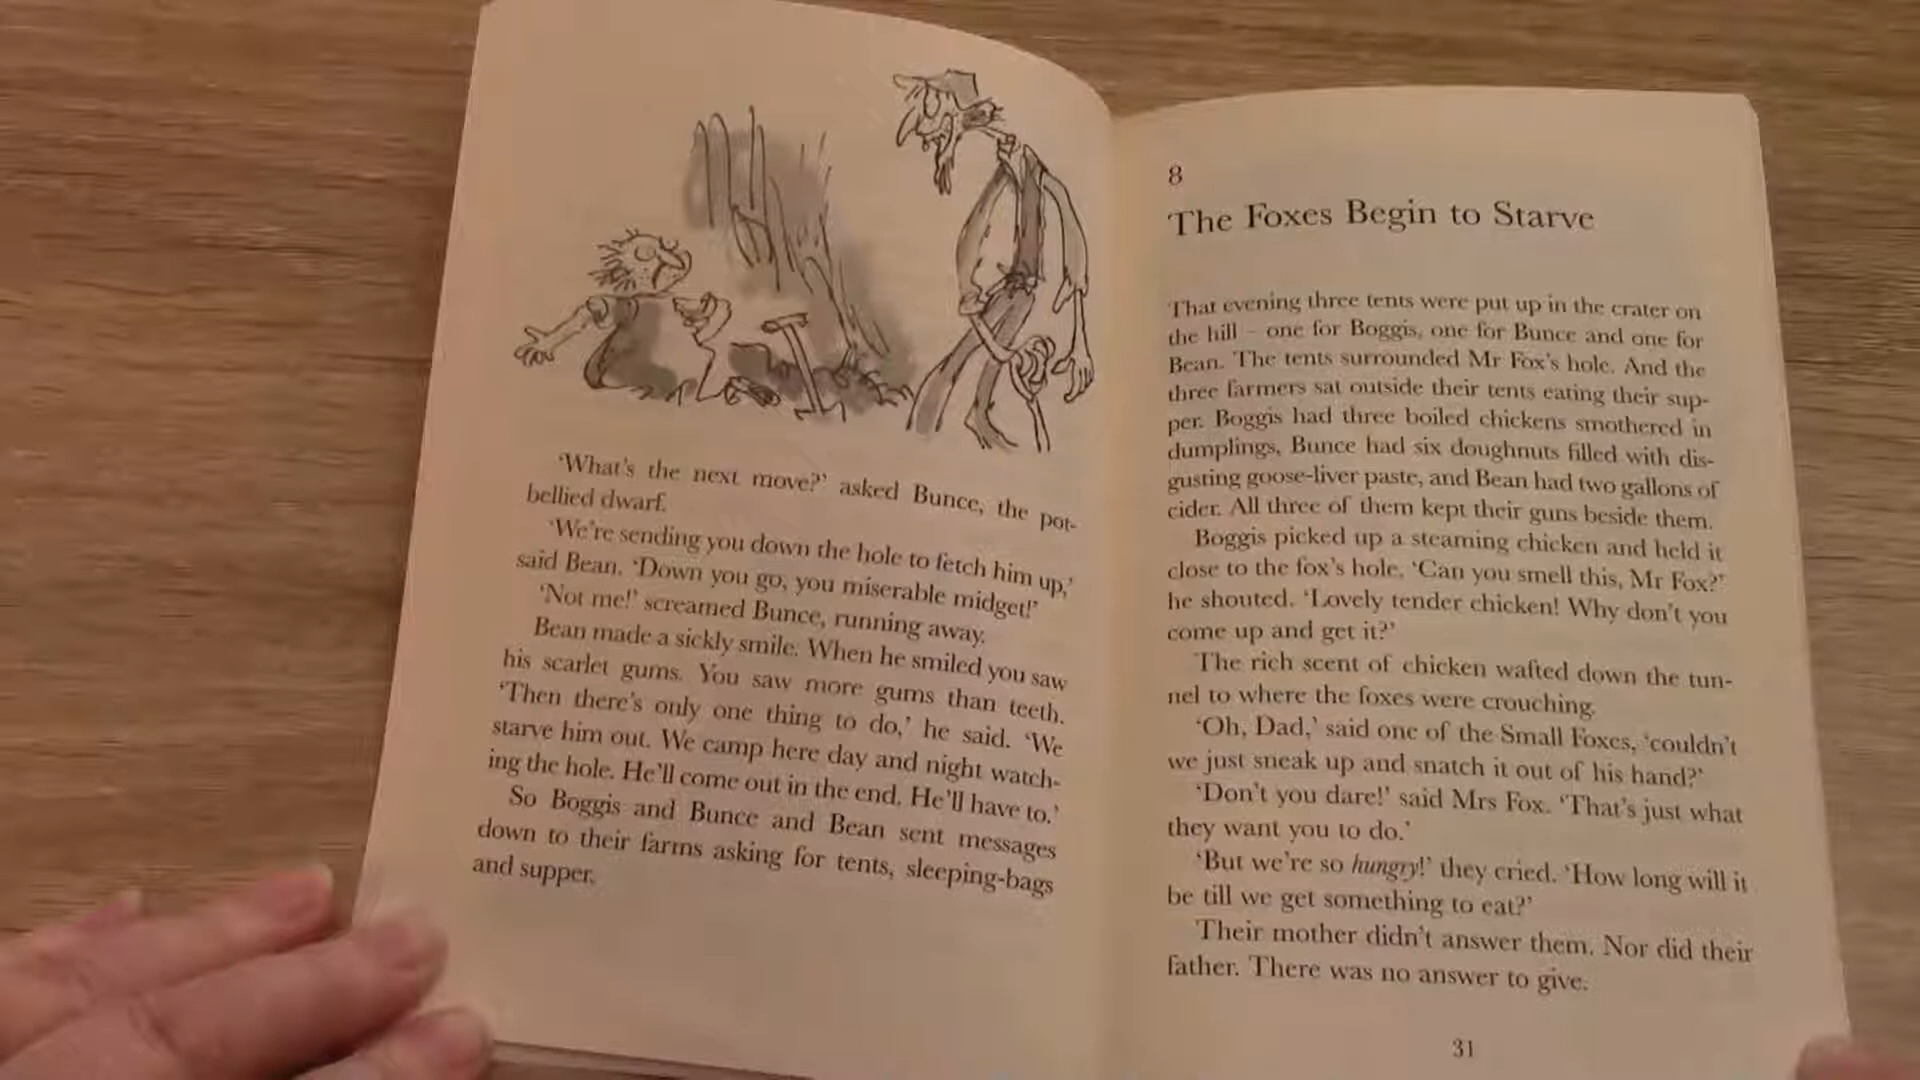 ‘What’s the next move?’ asked Bunce, the pot-
bellied dwarf.
‘We’re sending you down the hole to fetch him up,’
said Bean. ‘Down you go, you miserable midget!’
‘Not me!’ screamed Bunce, running away.
Bean made a sickly smile. When he smiled you saw
his scarlet gums. You saw more gums than teeth.
‘Then there’s only one thing to do,’ he said. ‘We
starve him out. We camp here day and night watch-
ing the hole. He’ll come out in the end. He’ll have to.’
So Boggis and Bunce and Bean sent messages
down to their farms asking for tents, sleeping-bags
and supper.
8
The Foxes Begin to Starve
That evening three tents were put up in the crater on
the hill – one for Boggis, one for Bunce and one for
Bean. The tents surrounded Mr Fox’s hole. And the
three farmers sat outside their tents eating their sup-
per. Boggis had three boiled chickens smothered in
dumplings, Bunce had six doughnuts filled with dis-
gusting goose-liver paste, and Bean had two gallons of
cider. All three of them kept their guns beside them.
Boggis picked up a steaming chicken and held it
close to the fox’s hole. ‘Can you smell this, Mr Fox?’
he shouted. ‘Lovely tender chicken! Why don’t you
come up and get it?’
The rich scent of chicken wafted down the tun-
nel to where the foxes were crouching.
‘Oh, Dad,’ said one of the Small Foxes, ‘couldn’t
we just sneak up and snatch it out of his hand?’
‘Don’t you dare!’ said Mrs Fox. ‘That’s just what
they want you to do.’
‘But we’re so hungry!’ they cried. ‘How long will it
be till we get something to eat?’
Their mother didn’t answer them. Nor did their
father. There was no answer to give.
31